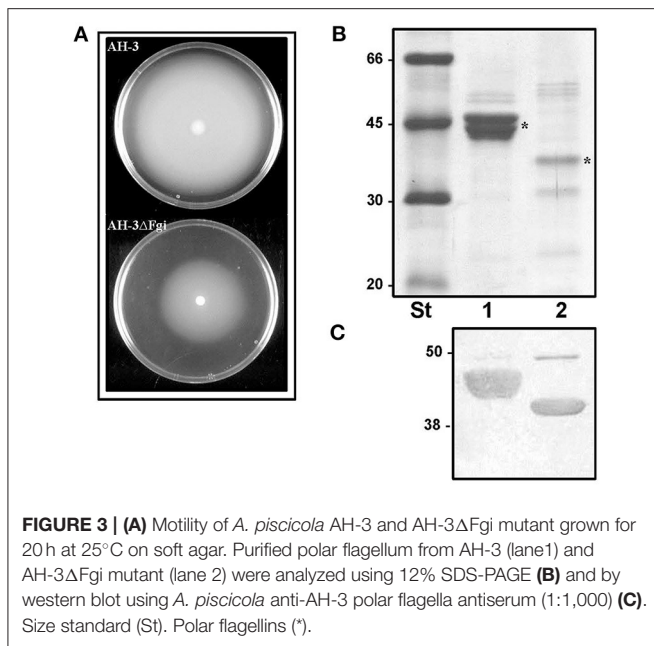 A
AH-3
AH-3ΔFgi
B
66
45
*
*
30
20
St 1 2
C
50
38
FIGURE 3 | (A) Motility of A. piscicola AH-3 and AH-3ΔFgi mutant grown for
20 h at 25°C on soft agar. Purified polar flagellum from AH-3 (lane1) and
AH-3ΔFgi mutant (lane 2) were analyzed using 12% SDS-PAGE (B) and by
western blot using A. piscicola anti-AH-3 polar flagella antiserum (1:1,000) (C).
Size standard (St). Polar flagellins (*).